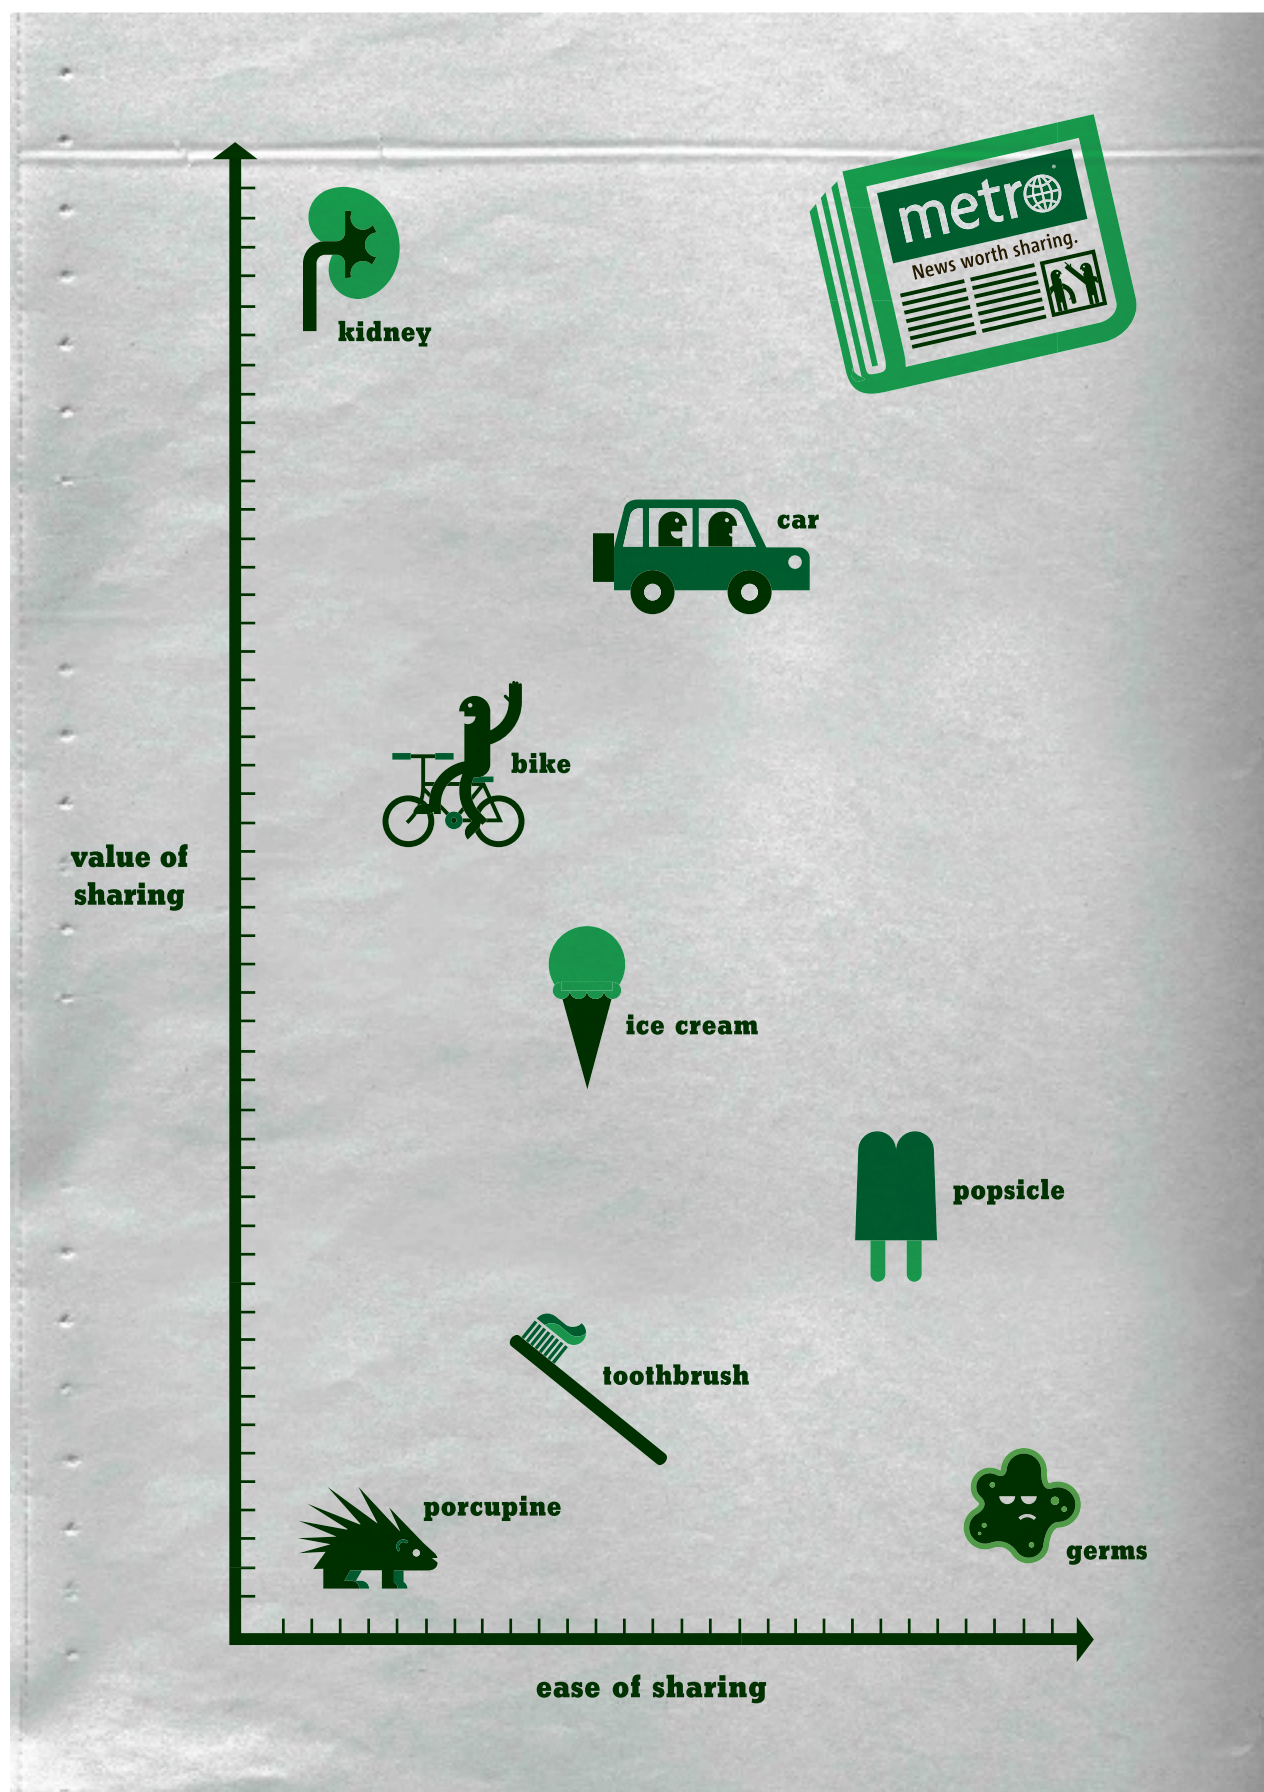 metro
News worth sharing.
kidney
car
bike
value of
sharing
ice cream
popsicle
toothbrush
porcupine
germs
ease of sharing